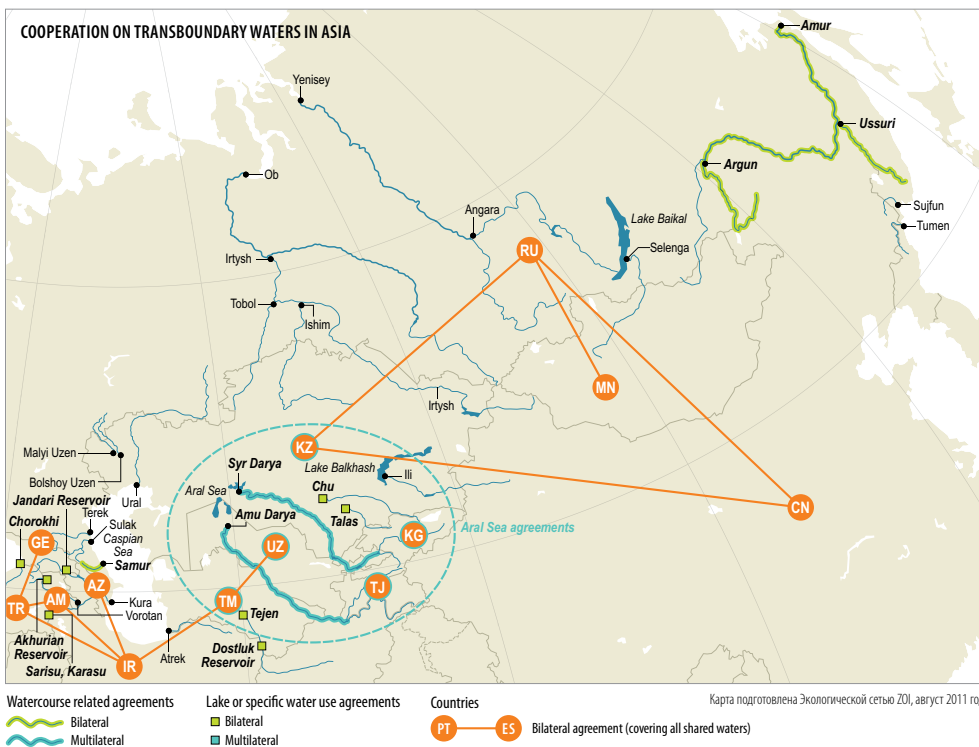 COOPERATION ON TRANSBOUNDARY WATERS IN ASIA
Amur
Yenisey
Ussuri
Argun
Ob
Sujfun
Angara
Lake Baikal
Tumen
RU
Selenga
Irtysh
Tobol
Ishim
MN
Irtysh
KZ
Malyi Uzen
Syr Darya
Lake Balkhash
Ili
Bolshoy Uzen
Chu
Aral Sea
Jandari Reservoir
Ural
CN
Terek
Amu Darya
Talas
Chorokhi
Sulak
Aral Sea agreements
Caspian
Sea
KG
GE
UZ
Samur
AZ
TJ
TM
AM
TR
Kura
Vorotan
Tejen
Akhurian
Reservoir
Dostluk
Reservoir
Atrek
Sarisu, Karasu
IR
Watercourse related agreements
Bilateral
Multilateral
Lake or specific water use agreements
Bilateral
Multilateral
Countries
PT
ES
Bilateral agreement (covering all shared waters)
Карта подготовлена Экологической сетью ZOI, август 2011 го